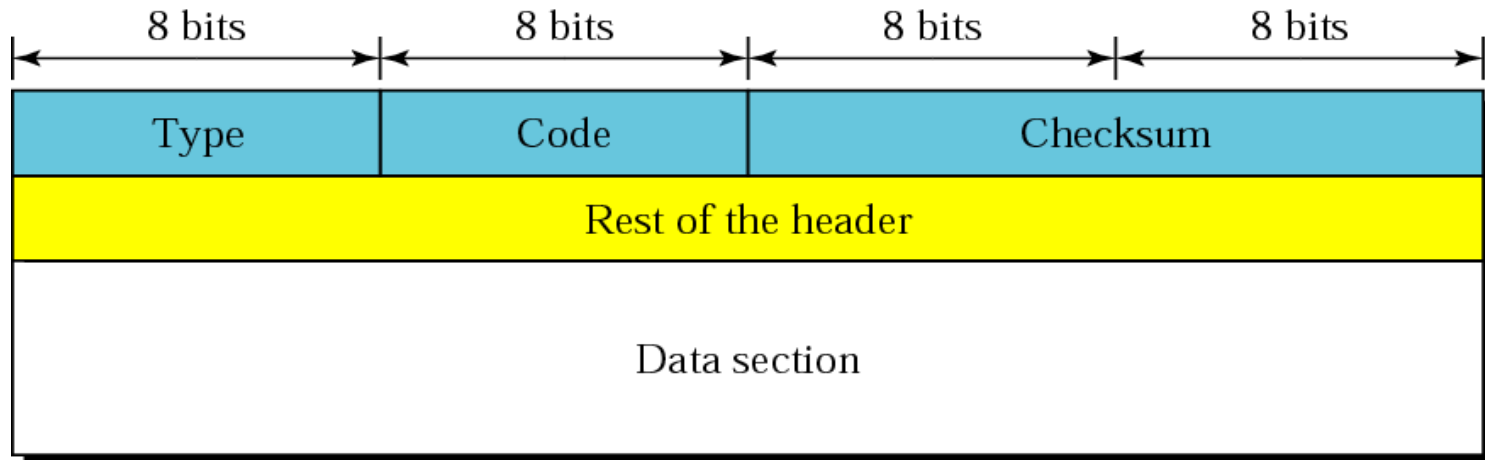 8 bits 8 bits 8 bits 8 bits
Type Code Checksum
Rest of the header
Data section